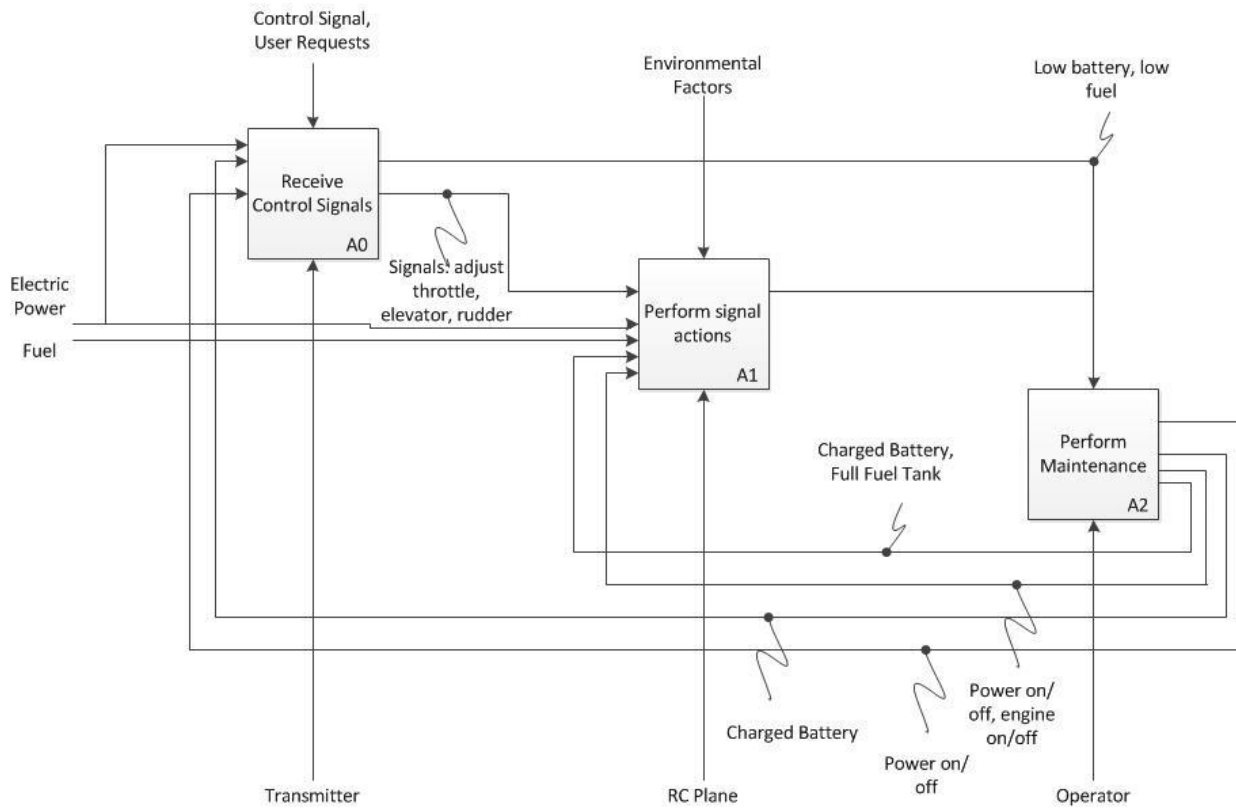 Control Signal,
User Requests
Environmental
Factors
Low battery, low
fuel
Receive
Control Signals
A0
Signals: adjust
throttle,
elevator, rudder
Electric
Power
Fuel
Perform signal
actions
A1
Perform
Maintenance
A2
Charged Battery,
Full Fuel Tank
Charged Battery
Power on/
off
Power on/
off, engine
on/off
Transmitter
RC Plane
Operator